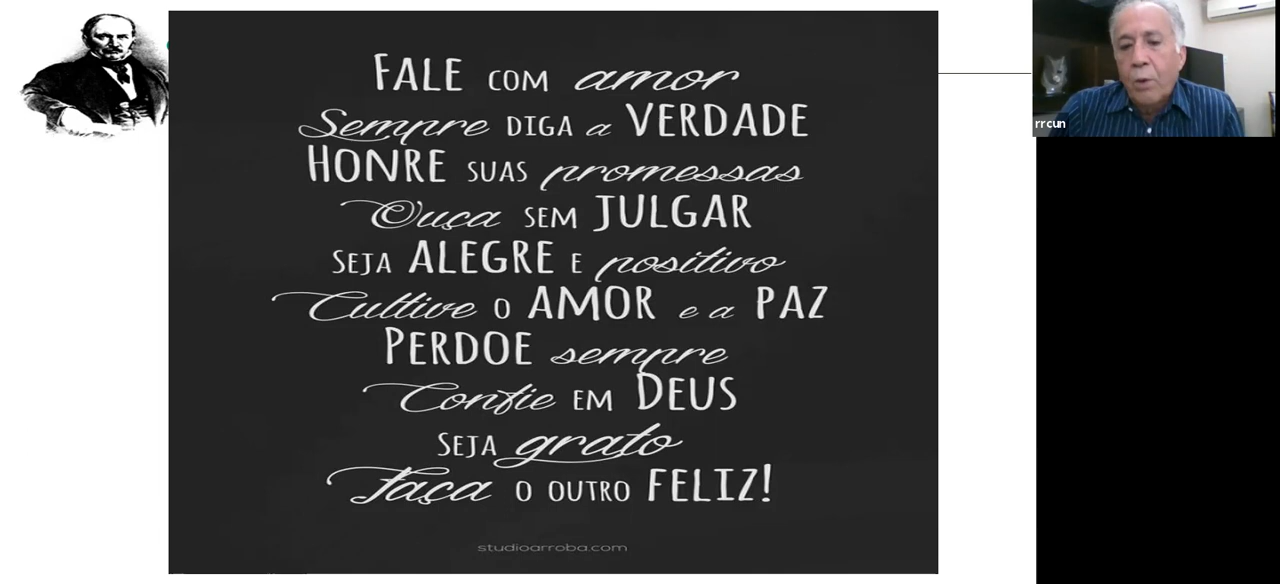 FALE COM amor
Sempre DIGA a VERDADE
HONRE SUAS promessas
Ouça SEM JULGAR
SEJA ALEGRE E positivo
Cultive O AMOR e a PAZ
PERDOE sempre
Confie EM DEUS
SEJA grato
Faça O OUTRO FELIZ!
studioarroba.com
rrcun